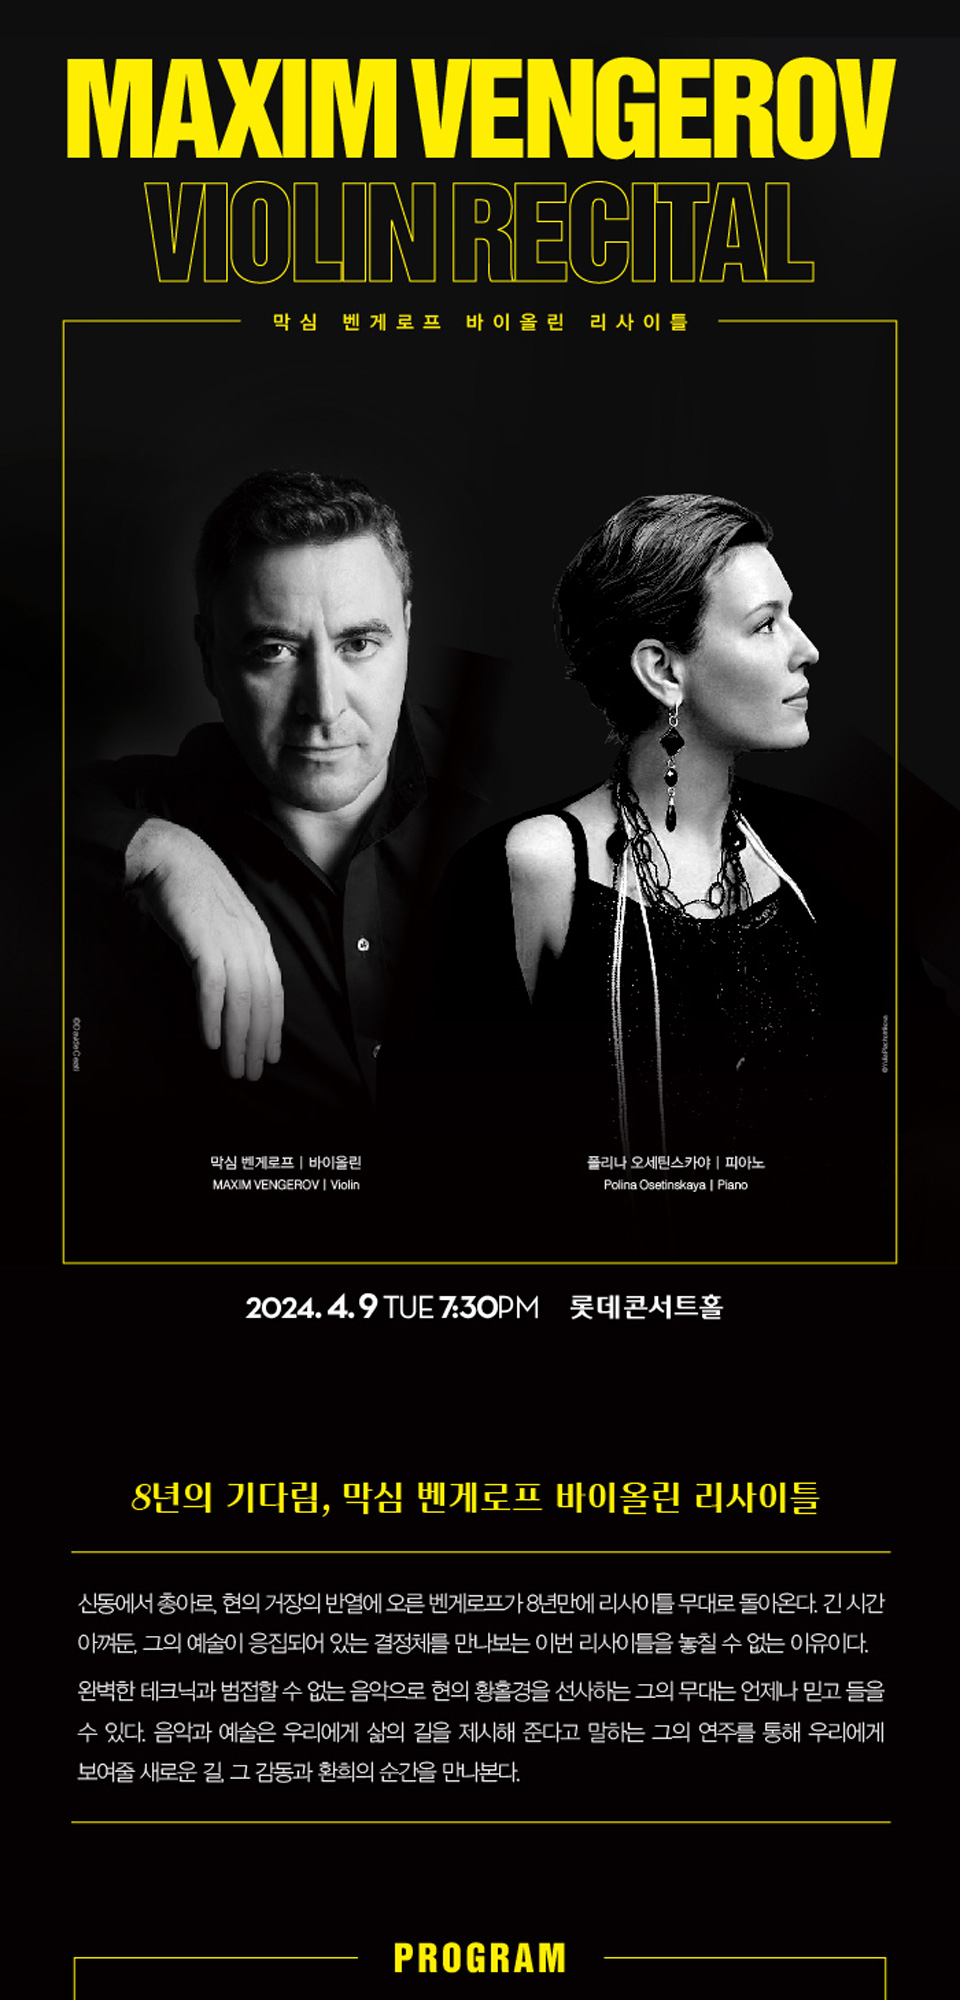 MAXIM VENGEROV
VIOLIN RECITAL
막심 벤게로프 바이올린 리사이틀
막심 벤게로프 | 바이올린
MAXIM VENGEROV | Violin
폴리나 오세틴스카야 | 피아노
Polina Osetinskaya | Piano
2024. 4. 9 TUE 7:30PM 롯데콘서트홀
8년의 기다림, 막심 벤게로프 바이올린 리사이틀
신동에서 총아로, 현의 거장의 반열에 오른 벤게로프가 8년만에 리사이틀 무대로 돌아온다. 긴 시간
아껴둔, 그의 예술이 응집되어 있는 결정체를 만나보는 이번 리사이틀을 놓칠 수 없는 이유이다.
완벽한 테크닉과 범접할 수 없는 음악으로 현의 황홀경을 선사하는 그의 무대는 언제나 믿고 들을
수 있다. 음악과 예술은 우리에게 삶의 길을 제시해 준다고 말하는 그의 연주를 통해 우리에게
보여줄 새로운 길, 그 감동과 환희의 순간을 만나본다.
PROGRAM